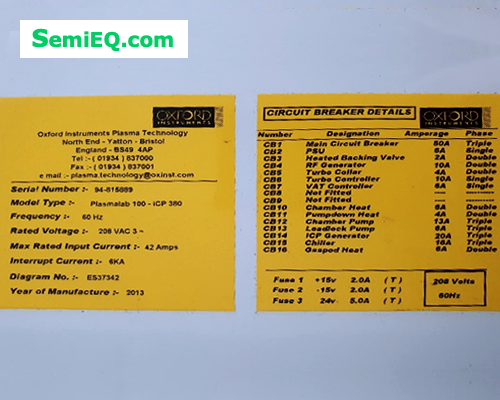 SemiEQ.com
OXFORD
INSTRUMENTS
Oxford Instruments Plasma Technology
North End - Yatton - Bristol
England - BS49 4AP
Tel :- ( 01934 ) 837000
Fax :- ( 01934 ) 837001
e mail :- plasma.technology@oxinst.com
Serial Number :- 94-815889
Model Type :- Plasmalab 100 - ICP 380
Frequency :- 60 Hz
Rated Voltage :- 208 VAC 3 ~
Max Rated Input Current :- 42 Amps
Interrupt Current :- 6KA
Diagram No. :- ES37342
Year of Manufacture :- 2013
CIRCUIT BREAKER DETAILS
OXFORD
INSTRUMENTS
Number Designation Amperage Phase
CB1 Main Circuit Breaker 50A Triple
CB2 PSU 6A Single
CB3 Heated Backing Valve 2A Double
CB4 RF Generator 10A Double
CB5 Turbo Collar 4A Double
CB6 Turbo Controller 10A Single
CB7 VAT Controller 6A Single
CB8 Not Fitted -- --
CB9 Not Fitted -- --
CB10 Chamber Heat 6A Double
CB11 Pumpdown Heat 4A Double
CB12 Chamber Pump 13A Triple
CB13 LoadLock Pump 6A Triple
CB14 ICP Generator 20A Triple
CB15 Chiller 16A Triple
CB16 Gaspod Heat 6A Double
Fuse 1 +15v 2.0A ( T )
Fuse 2 -15v 2.0A ( T )
Fuse 3 24v 5.0A ( T )
208 Volts
60Hz